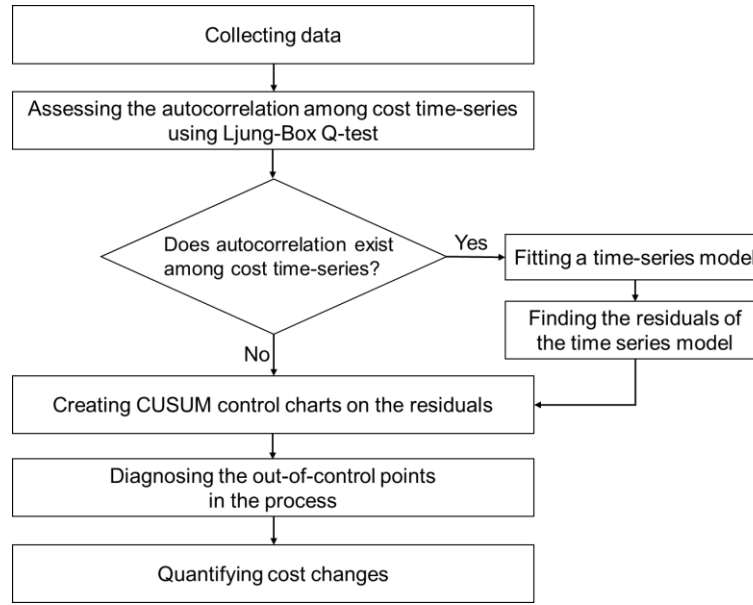 Collecting data
Assessing the autocorrelation among cost time-series
using Ljung-Box Q-test
Does autocorrelation exist
among cost time-series?
Yes
Fitting a time-series model
Finding the residuals of
the time series model
No
Creating CUSUM control charts on the residuals
Diagnosing the out-of-control points
in the process
Quantifying cost changes